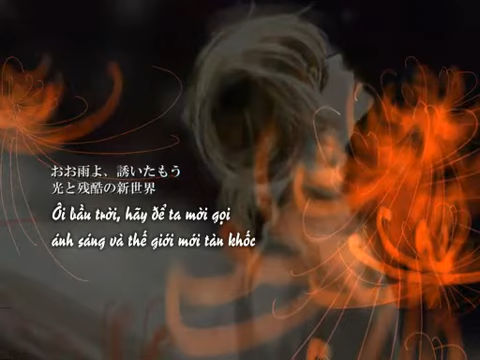 おお雨よ、誘いたもう
光と残酷の新世界
Ôi bầu trời, hãy để ta mời gọi
ánh sáng và thế giới mới tàn khốc